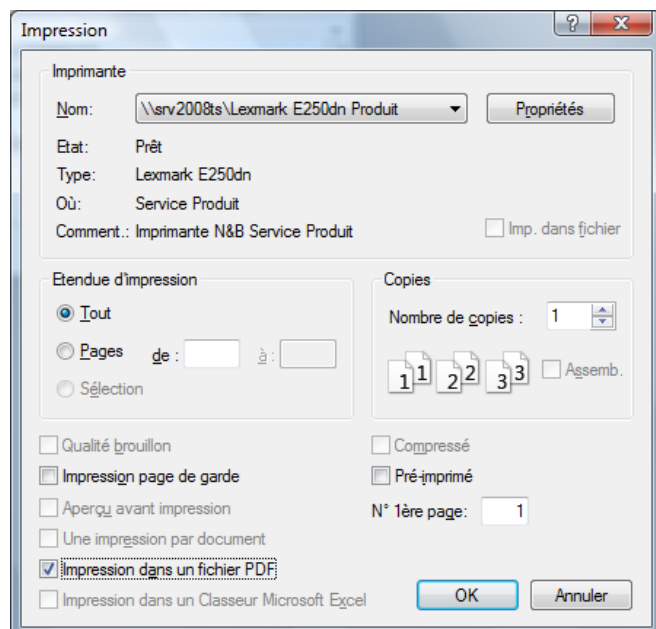 Impression
Imprimante
Nom: \\srv2008ts\Lexmark E250dn Produit Propriétés
Etat: Prêt
Type: Lexmark E250dn
Où: Service Produit
Comment.: Imprimante N&B Service Produit Imp. dans fichier
Etendue d'impression Copies
Tout Nombre de copies : 1
Pages de : à :
1 1 2 2 3 3 Assemb.
Sélection
Qualité brouillon Compressé
Impression page de garde Pré-imprimé
Aperçu avant impression N° 1ère page: 1
Une impression par document
Impression dans un fichier PDF
Impression dans un Classeur Microsoft Excel OK Annuler